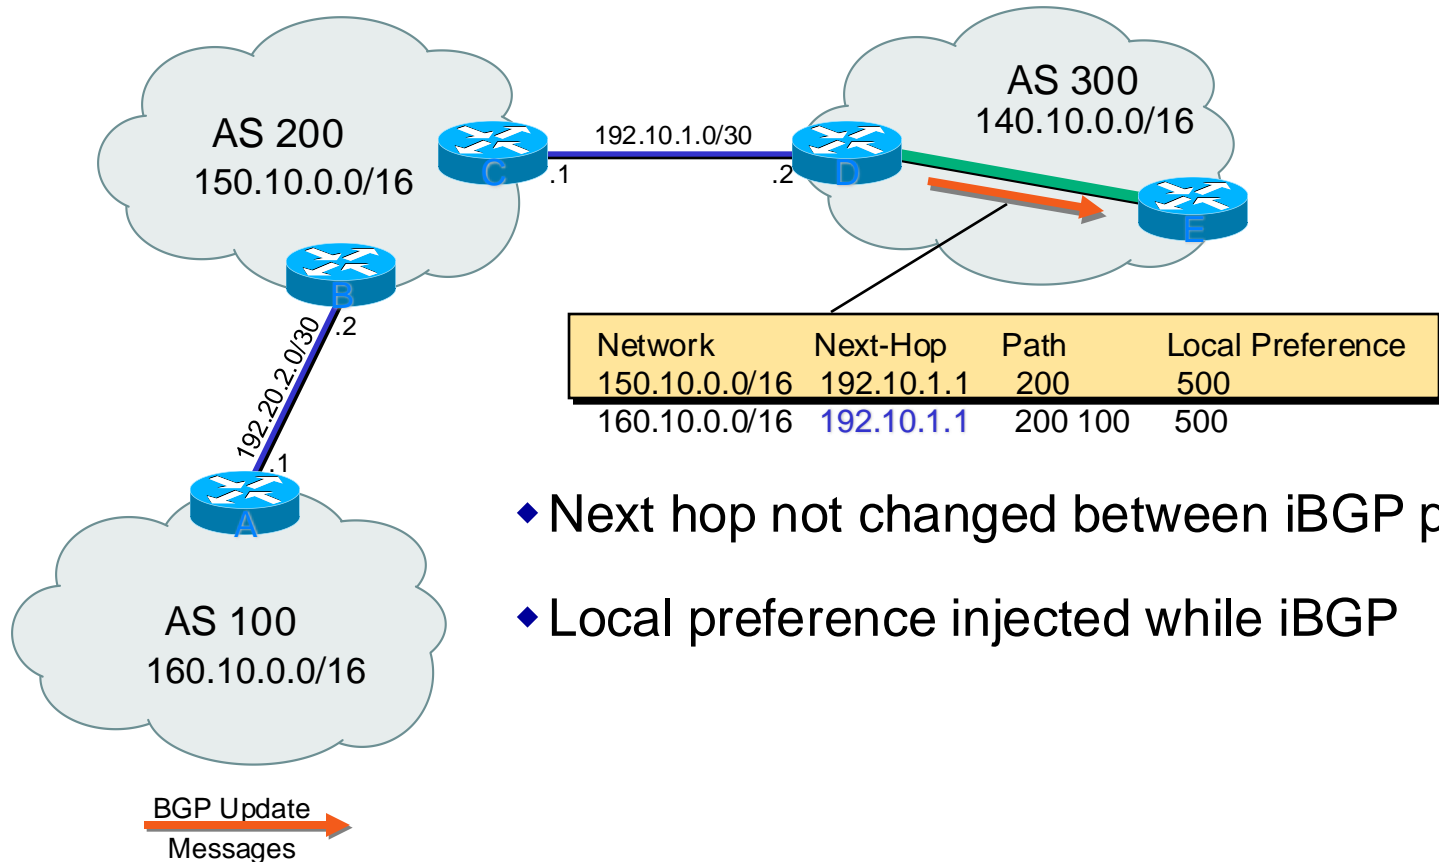 AS 200
150.10.0.0/16
C
.1
192.10.1.0/30
.2
D
AS 300
140.10.0.0/16
E
B
.2
192.20.2.0/30
.1
A
AS 100
160.10.0.0/16
Network Next-Hop Path Local Preference
150.10.0.0/16 192.10.1.1 200 500
160.10.0.0/16 192.10.1.1 200 100 500
Next hop not changed between iBGP p
Local preference injected while iBGP
BGP Update
Messages